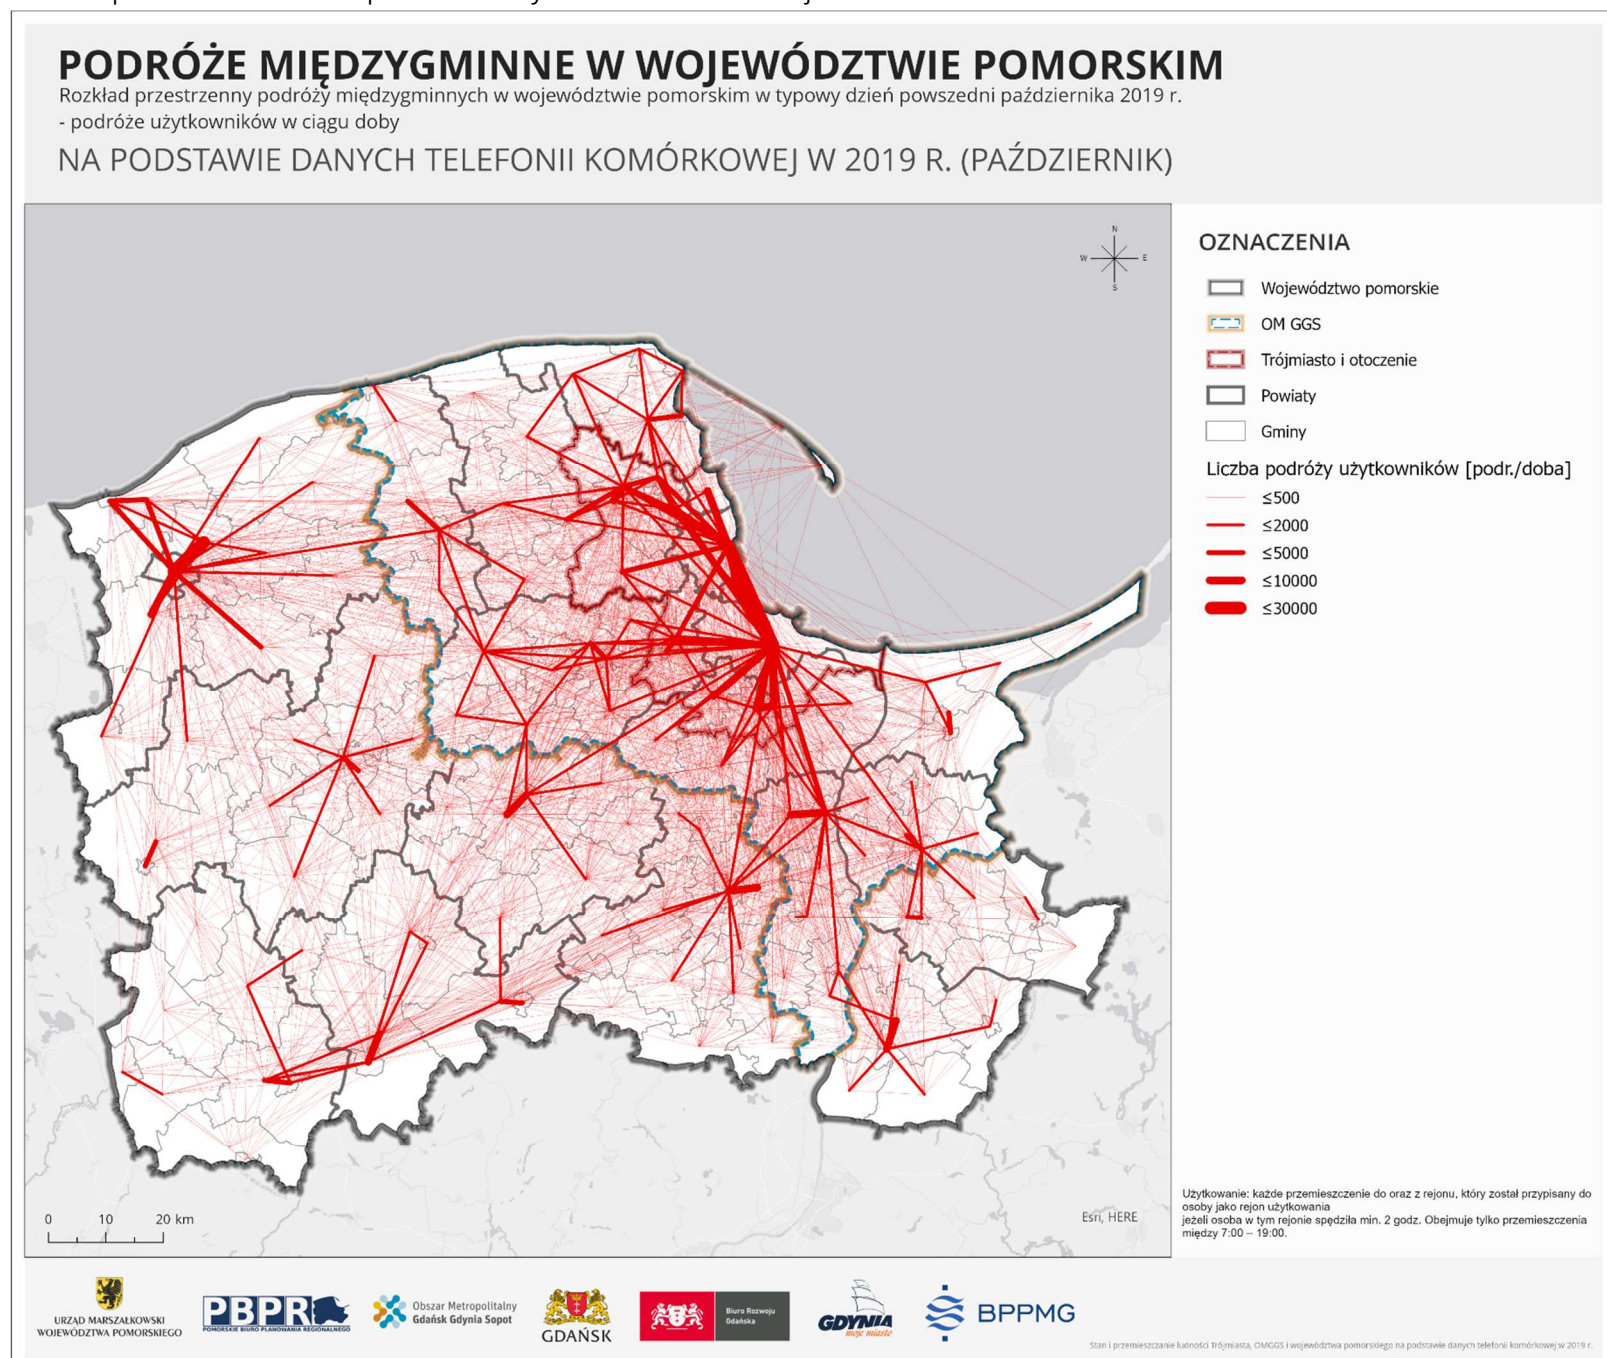 PODRÓŻE MIĘDZYGMINNE W WOJEWÓDZTWIE POMORSKIM
Rozkład przestrzenny podróży międzygminnych w województwie pomorskim w typowy dzień powszedni października 2019 r.
- podróże użytkowników w ciągu doby
NA PODSTAWIE DANYCH TELEFONII KOMÓRKOWEJ W 2019 R. (PAŹDZIERNIK)
N
W E
S
OZNACZENIA
Województwo pomorskie
OM GGS
Trójmiasto i otoczenie
Powiaty
Gminy
Liczba podróży użytkowników [podr./doba]
≤500
≤2000
≤5000
≤10000
≤30000
0 10 20 km
Esri, HERE
Użytkowanie: każde przemieszczenie do oraz z rejonu, który został przypisany do
osoby jako rejon użytkowania
jeżeli osoba w tym rejonie spędziła min. 2 godz. Obejmuje tylko przemieszczenia
między 7:00 – 19:00.
URZĄD MARSZAŁKOWSKI
WOJEWÓDZTWA POMORSKIEGO
PBPR
POMORSKIE BIURO PLANOWANIA REGIONALNEGO
Obszar Metropolitalny
Gdańsk Gdynia Sopot
GDAŃSK
Biuro Rozwoju
Gdańska
GDYNIA
moje miasto
BPPMG
Stan i przemieszczanie ludności Trójmiasta, OMGGS i województwa pomorskiego na podstawie danych telefonii komórkowej w 2019 r.